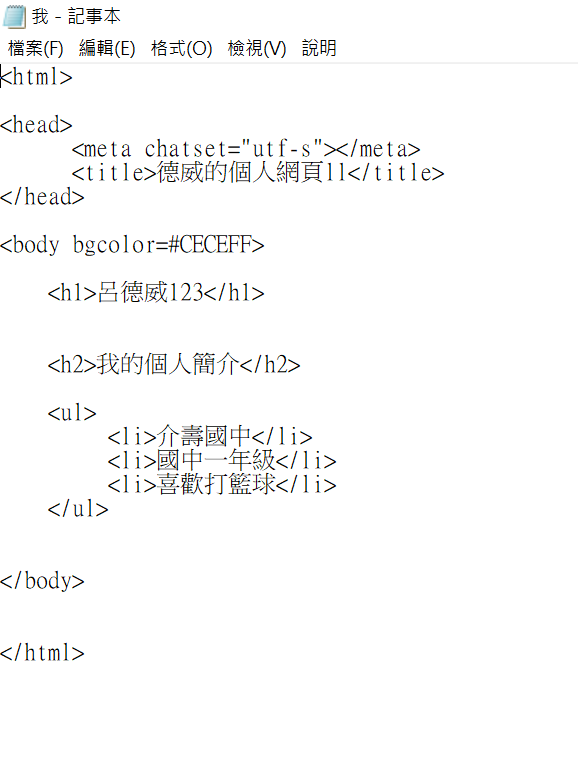 我 - 記事本
檔案(F) 編輯(E) 格式(O) 檢視(V) 說明
<html>
<head>
<meta chatset="utf-s"></meta>
<title>德威的個人網頁ll</title>
</head>
<body bgcolor=#CECEFF>
<h1>呂德威123</h1>
<h2>我的個人簡介</h2>
<ul>
<li>介壽國中</li>
<li>國中一年級</li>
<li>喜歡打籃球</li>
</ul>
</body>
</html>